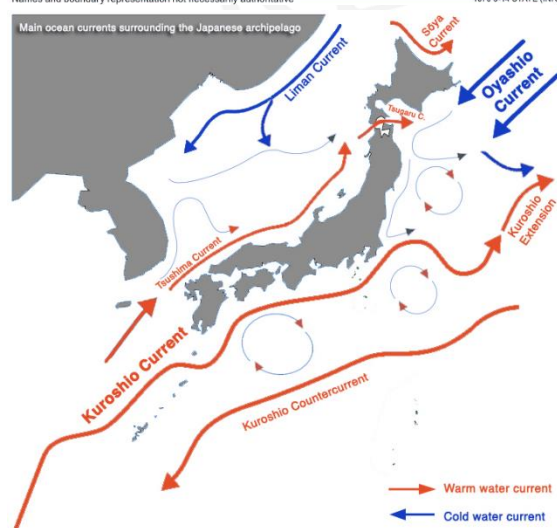 Names and boundary representation not necessarily authoritative
Main ocean currents surrounding the Japanese archipelago
Sōya
Current
Liman Current
Oyashio
Current
Tsugaru C.
Kuroshio
Extension
Tsushima Current
Kuroshio Current
Kuroshio Countercurrent
Warm water current
Cold water current